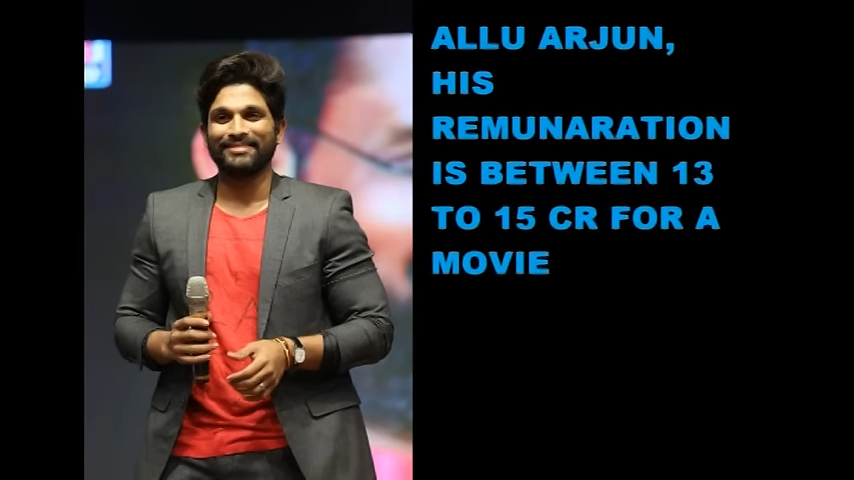 ALLU ARJUN,
HIS
REMUNARATION
IS BETWEEN 13
TO 15 CR FOR A
MOVIE